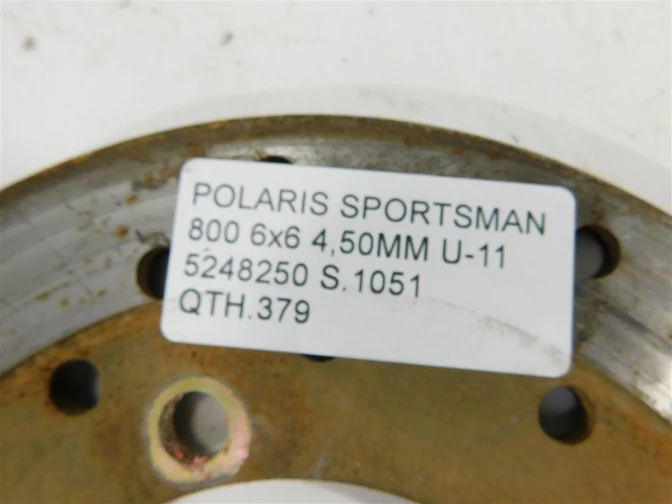 POLARIS SPORTSMAN
800 6x6 4,50MM U-11
5248250 S.1051
QTH.379